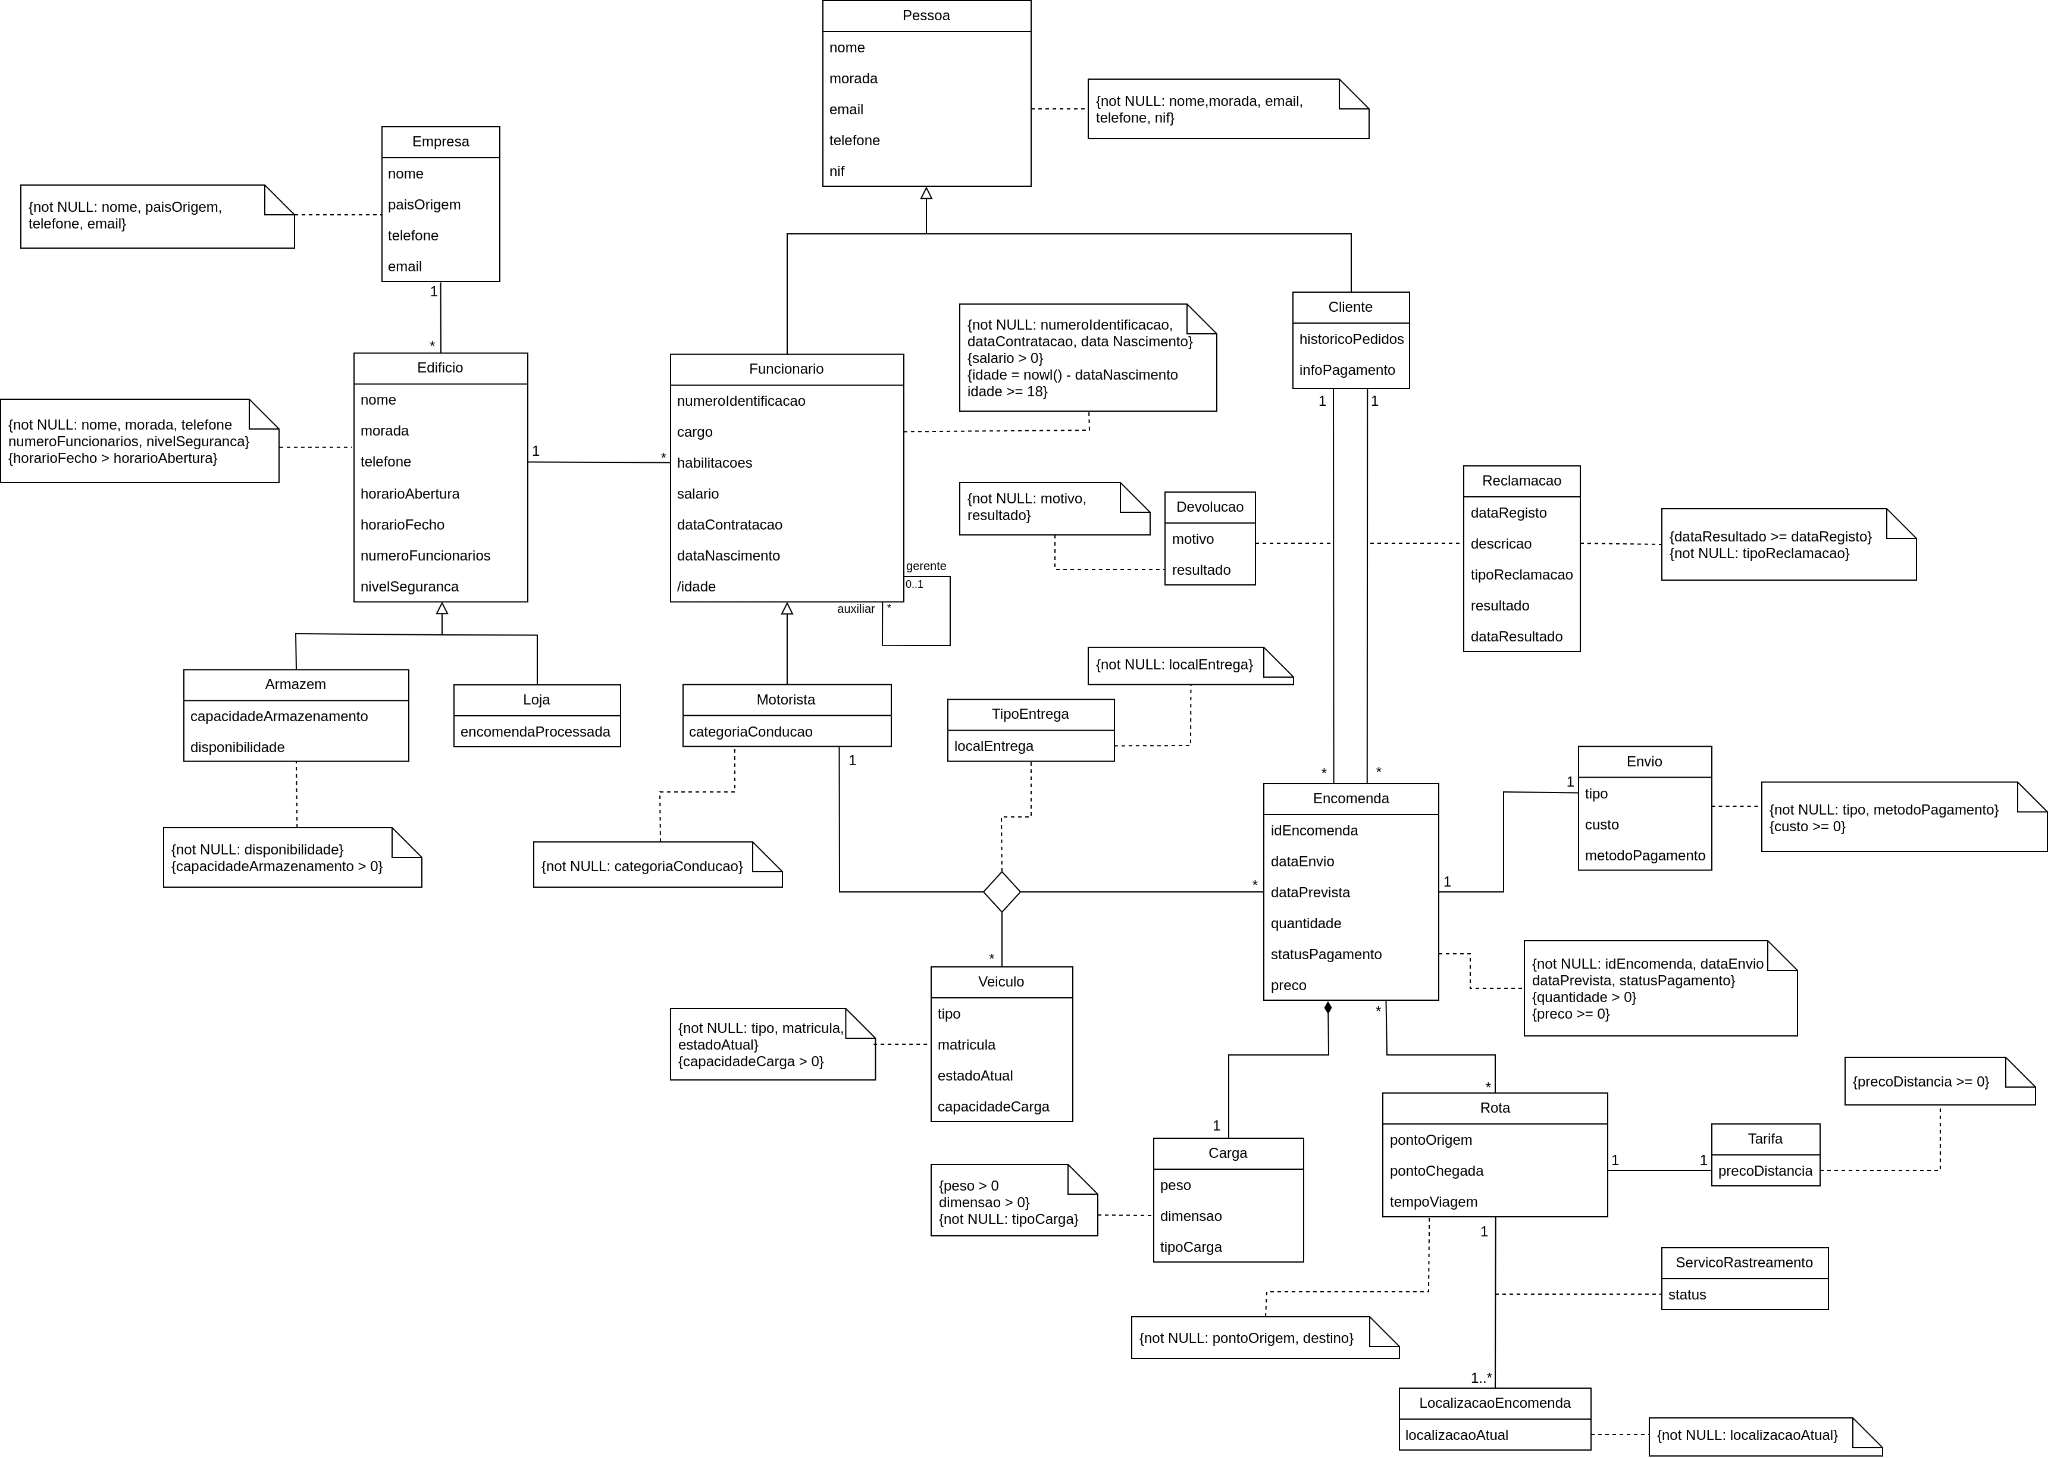 Pessoa
nome
morada
email
telefone
nif
{not NULL: nome,morada, email,
telefone, nif}
Empresa
nome
paisOrigem
telefone
email
{not NULL: nome, paisOrigem,
telefone, email}
1
*
Cliente
historicoPedidos
infoPagamento
1
1
{not NULL: numeroIdentificacao,
dataContratacao, data Nascimento}
{salario > 0}
{idade = nowl() - dataNascimento
idade >= 18}
Edificio
nome
morada
telefone
horarioAbertura
horarioFecho
numeroFuncionarios
nivelSeguranca
{not NULL: nome, morada, telefone
numeroFuncionarios, nivelSeguranca}
{horarioFecho > horarioAbertura}
1
*
Funcionario
numeroIdentificacao
cargo
habilitacoes
salario
dataContratacao
dataNascimento
/idade
gerente
0..1
auxiliar
*
{not NULL: motivo,
resultado}
Devolucao
motivo
resultado
Reclamacao
dataRegisto
descricao
tipoReclamacao
resultado
dataResultado
{dataResultado >= dataRegisto}
{not NULL: tipoReclamacao}
Armazem
capacidadeArmazenamento
disponibilidade
Loja
encomendaProcessada
Motorista
categoriaConducao
1
TipoEntrega
localEntrega
{not NULL: localEntrega}
{not NULL: disponibilidade}
{capacidadeArmazenamento > 0}
{not NULL: categoriaConducao}
*
*
Encomenda
idEncomenda
dataEnvio
dataPrevista
quantidade
statusPagamento
preco
*
1
1
Envio
tipo
custo
metodoPagamento
{not NULL: tipo, metodoPagamento}
{custo >= 0}
{not NULL: idEncomenda, dataEnvio
dataPrevista, statusPagamento}
{quantidade > 0}
{preco >= 0}
*
Veiculo
tipo
matricula
estadoAtual
capacidadeCarga
{not NULL: tipo, matricula,
estadoAtual}
{capacidadeCarga > 0}
*
*
1
Carga
peso
dimensao
tipoCarga
{peso > 0
dimensao > 0}
{not NULL: tipoCarga}
Rota
pontoOrigem
pontoChegada
tempoViagem
1
1
Tarifa
precoDistancia
{precoDistancia >= 0}
1
ServicoRastreamento
status
{not NULL: pontoOrigem, destino}
1..*
LocalizacaoEncomenda
localizacaoAtual
{not NULL: localizacaoAtual}